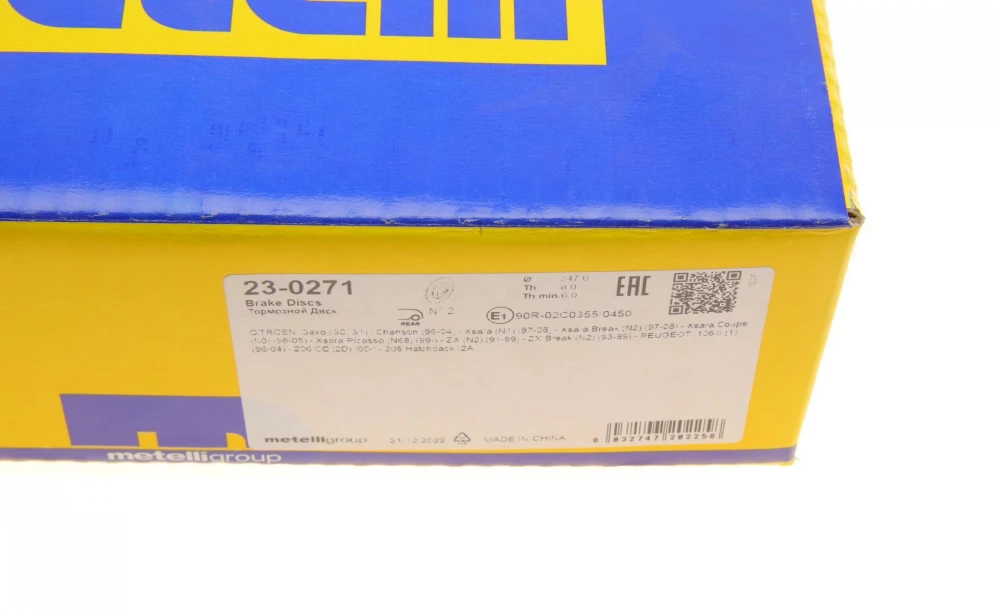 23-0271
Brake Discs
Тормозной Диск
REAR
N° 2
Ø 247.0
Th 8.0
Th min. 6.0
EAC
E1 90R-02C0355/0450
CITROEN: Saxo (S0, S1) / Chanson (96-04) - Xsara (N1) (97-05) - Xsara Break (N2) (97-05) - Xsara Coupe
(N0) (98-05) - Xsara Picasso (N68) (99-) - ZX (N2) (91-99) - ZX Break (N2) (93-99) - PEUGEOT: 106 II (1)
(96-04) - 206 CC (2D) (00-) - 206 Hatchback (2A
metelligroup
21/12.2022
MADE IN CHINA
8 032747 202258
metelligroup